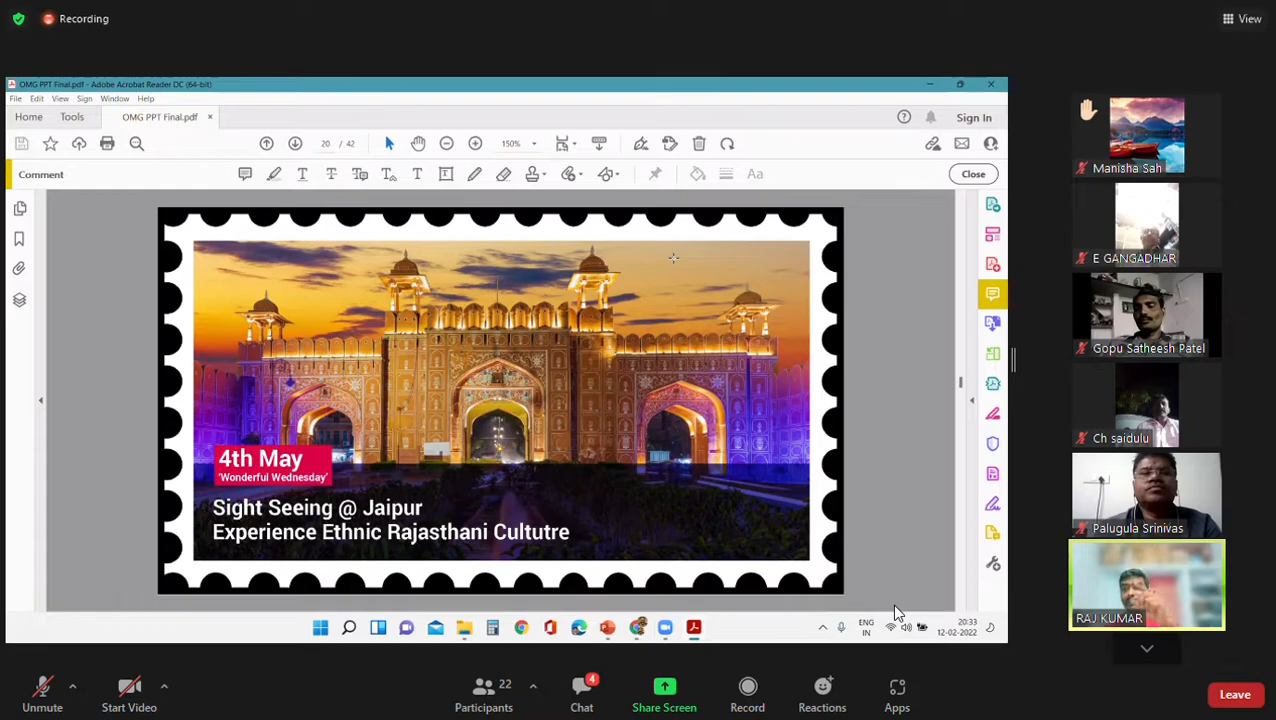 Recording
View
OMG PPT Final.pdf - Adobe Acrobat Reader DC (64-bit)
File Edit View Sign Window Help
Home Tools OMG PPT Final.pdf × Sign In
20 / 42 150%
Comment Close
4th May
'Wonderful Wednesday'
Sight Seeing @ Jaipur
Experience Ethnic Rajasthani Cultutre
Manisha Sah
E GANGADHAR
Gopu Satheesh Patel
Ch saidulu
Palugula Srinivas
RAJ KUMAR
ENG
IN
20:33
12-02-2022
22
4
Unmute Start Video Participants Chat Share Screen Record Reactions Apps Leave